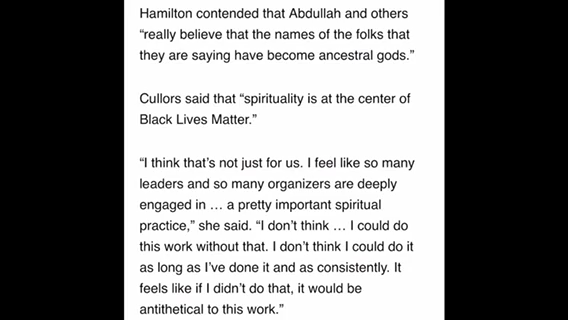 Hamilton contended that Abdullah and others
“really believe that the names of the folks that
they are saying have become ancestral gods.”
Cullors said that “spirituality is at the center of
Black Lives Matter.”
“I think that’s not just for us. I feel like so many
leaders and so many organizers are deeply
engaged in … a pretty important spiritual
practice,” she said. “I don’t think … I could do
this work without that. I don’t think I could do it
as long as I’ve done it and as consistently. It
feels like if I didn’t do that, it would be
antithetical to this work.”